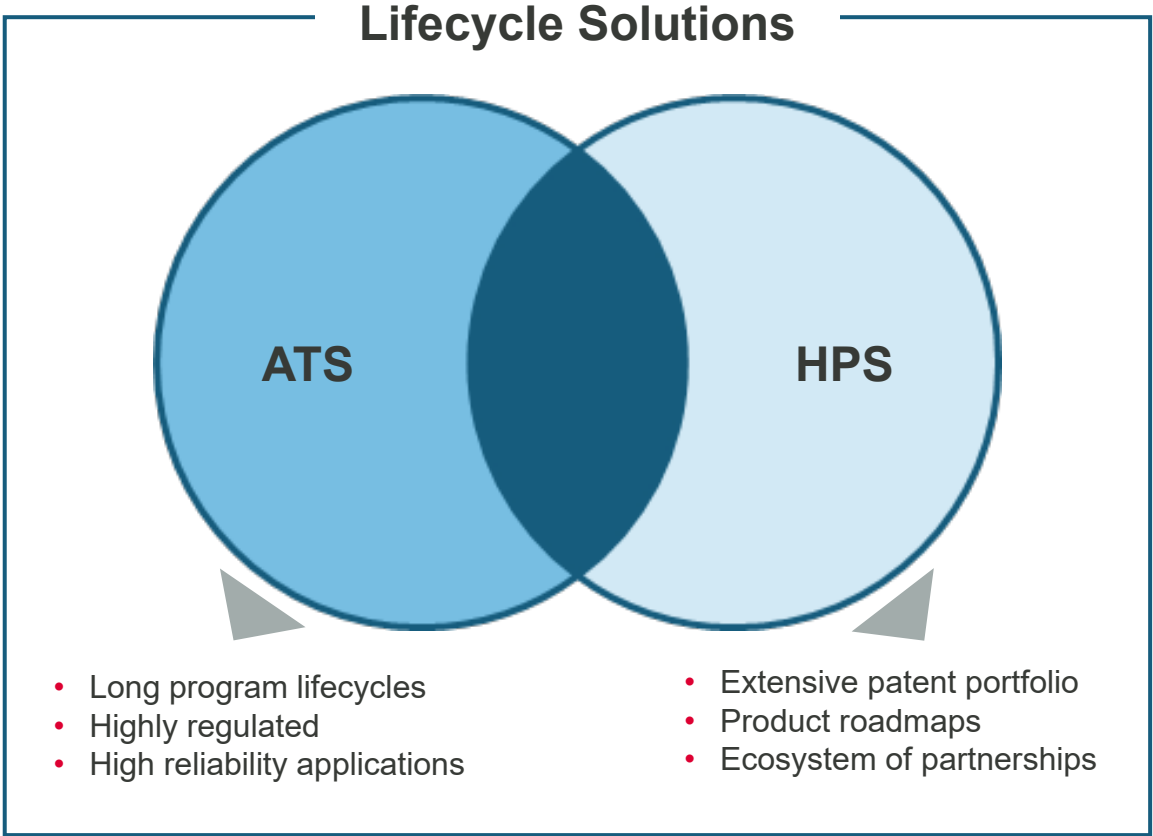 Lifecycle Solutions
ATS
HPS
• Long program lifecycles
• Highly regulated
• High reliability applications
• Extensive patent portfolio
• Product roadmaps
• Ecosystem of partnerships